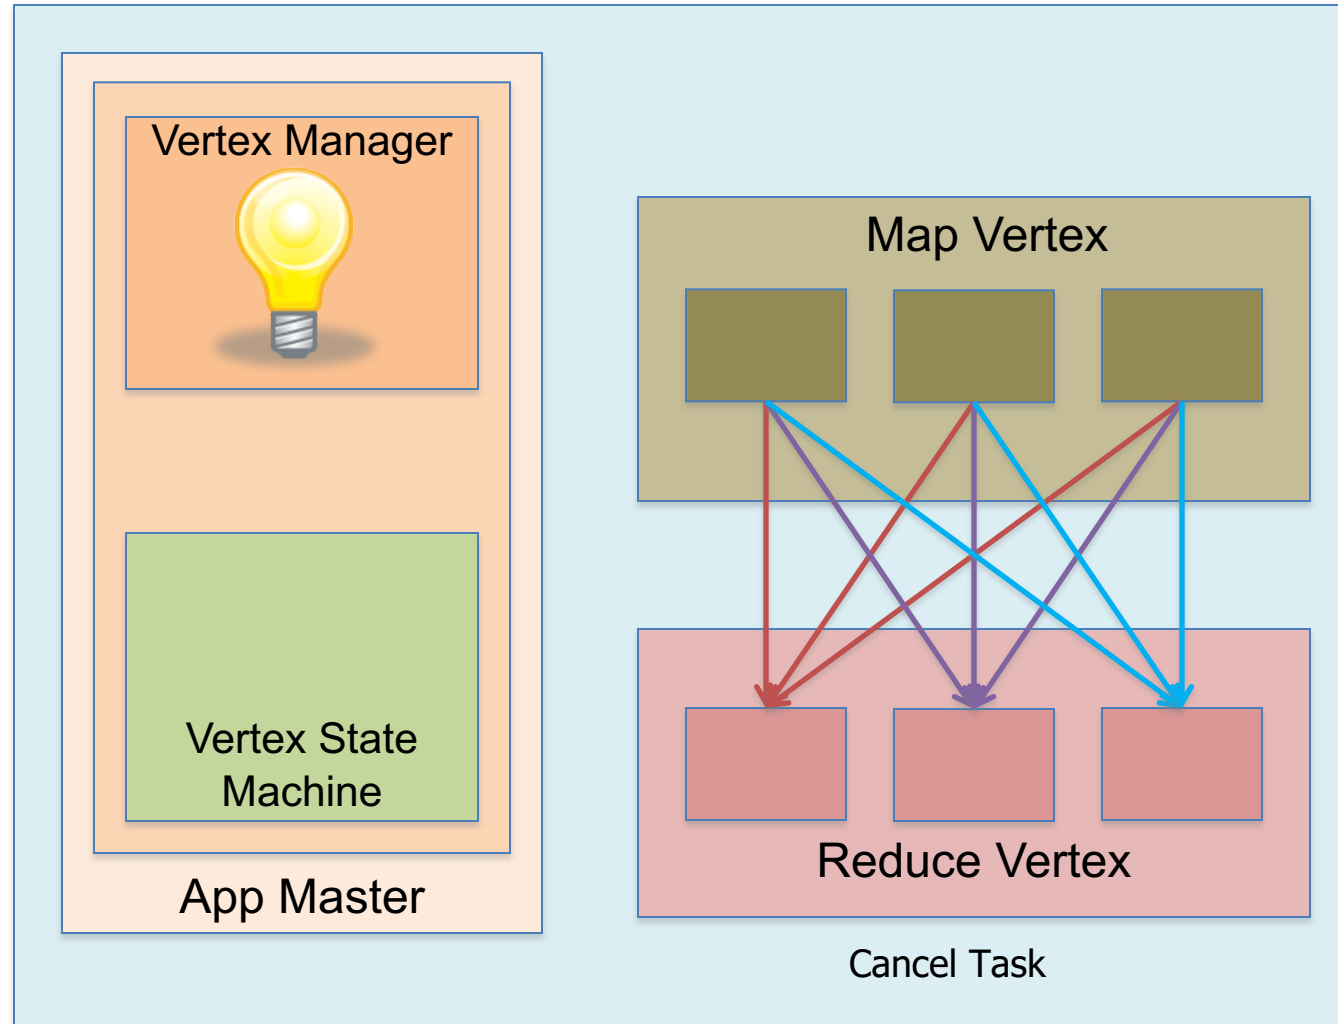 Vertex Manager
Vertex State
Machine
App Master
Map Vertex
Reduce Vertex
Cancel Task